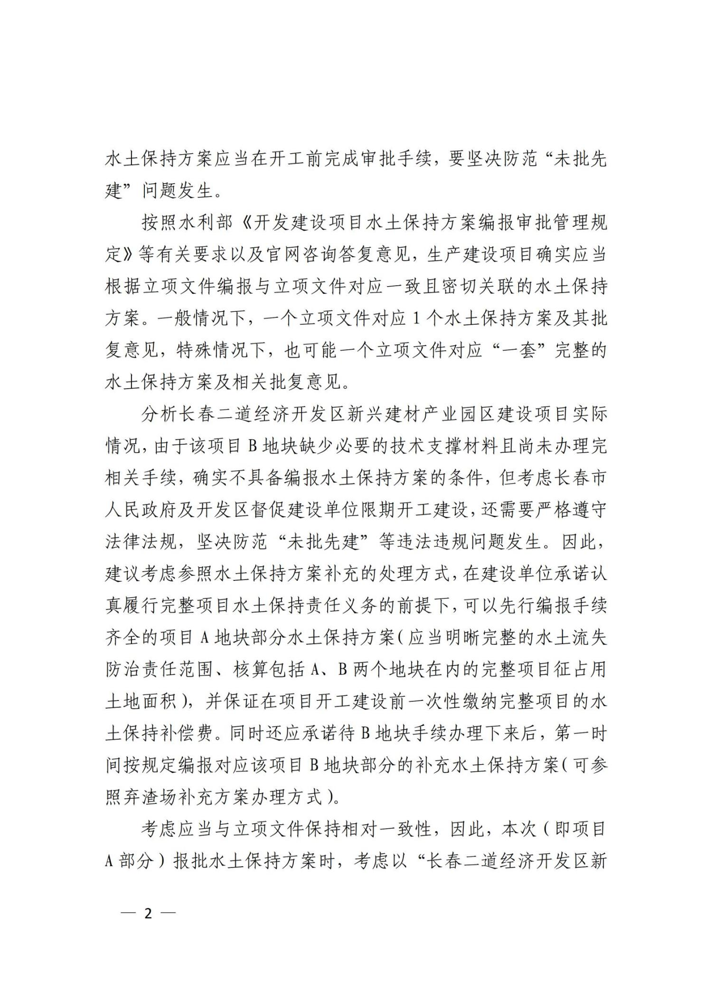 水土保持方案应当在开工前完成审批手续，要坚决防范“未批先
建”问题发生。
按照水利部《开发建设项目水土保持方案编报审批管理规
定》等有关要求以及官网咨询答复意见，生产建设项目确实应当
根据立项文件编报与立项文件对应一致且密切关联的水土保持
方案。一般情况下，一个立项文件对应 1 个水土保持方案及其批
复意见，特殊情况下，也可能一个立项文件对应“一套”完整的
水土保持方案及相关批复意见。
分析长春二道经济开发区新兴建材产业园区建设项目实际
情况，由于该项目 B 地块缺少必要的技术支撑材料且尚未办理完
相关手续，确实不具备编报水土保持方案的条件，但考虑长春市
人民政府及开发区督促建设单位限期开工建设，还需要严格遵守
法律法规，坚决防范“未批先建”等违法违规问题发生。因此，
建议考虑参照水土保持方案补充的处理方式，在建设单位承诺认
真履行完整项目水土保持责任义务的前提下，可以先行编报手续
齐全的项目 A 地块部分水土保持方案（应当明晰完整的水土流失
防治责任范围、核算包括 A、B 两个地块在内的完整项目征占用
土地面积），并保证在项目开工建设前一次性缴纳完整项目的水
土保持补偿费。同时还应承诺待 B 地块手续办理下来后，第一时
间按规定编报对应该项目 B 地块部分的补充水土保持方案（可参
照弃渣场补充方案办理方式）。
考虑应当与立项文件保持相对一致性，因此，本次（即项目
A 部分）报批水土保持方案时，考虑以“长春二道经济开发区新
— 2 —